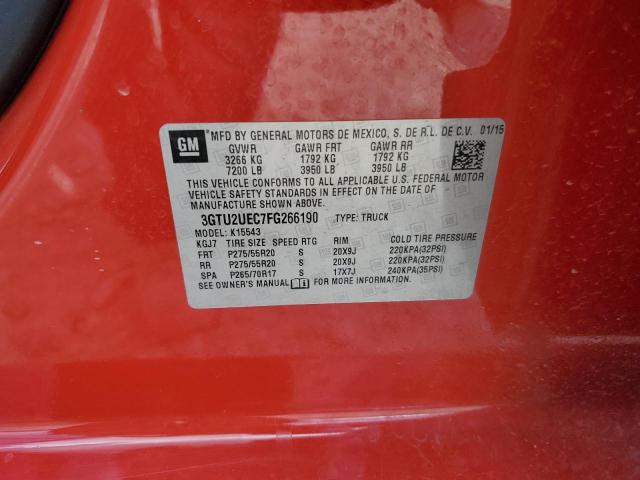 GM MFD BY GENERAL MOTORS DE MEXICO, S. DE R.L. DE C.V. 01/15
GVWR GAWR FRT GAWR RR
3266 KG 1792 KG 1792 KG
7200 LB 3950 LB 3950 LB
THIS VEHICLE CONFORMS TO ALL APPLICABLE U.S. FEDERAL MOTOR
VEHICLE SAFETY STANDARDS IN EFFECT ON THE DATE OF
MANUFACTURE SHOWN ABOVE.
3GTU2UEC7FG266190 TYPE: TRUCK
MODEL: K15543
KGJ7 TIRE SIZE SPEED RTG RIM COLD TIRE PRESSURE
FRT P275/55R20 S 20X9J 220KPA(32PSI)
RR P275/55R20 S 20X9J 220KPA(32PSI)
SPA P265/70R17 S 17X7J 240KPA(35PSI)
SEE OWNER'S MANUAL FOR MORE INFORMATION.